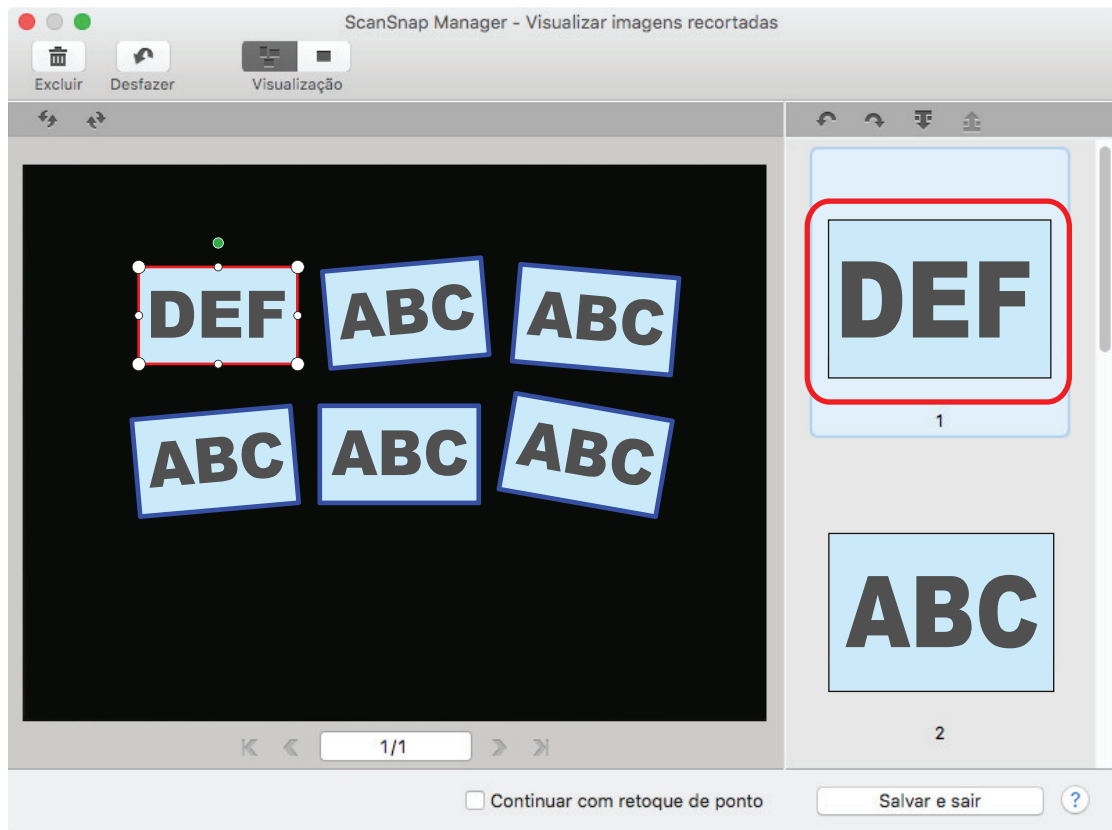 ScanSnap Manager - Visualizar imagens recortadas
Excluir Desfazer Visualização
DEF ABC ABC
ABC ABC ABC
DEF
1
ABC
2
1/1
Continuar com retoque de ponto Salvar e sair ?